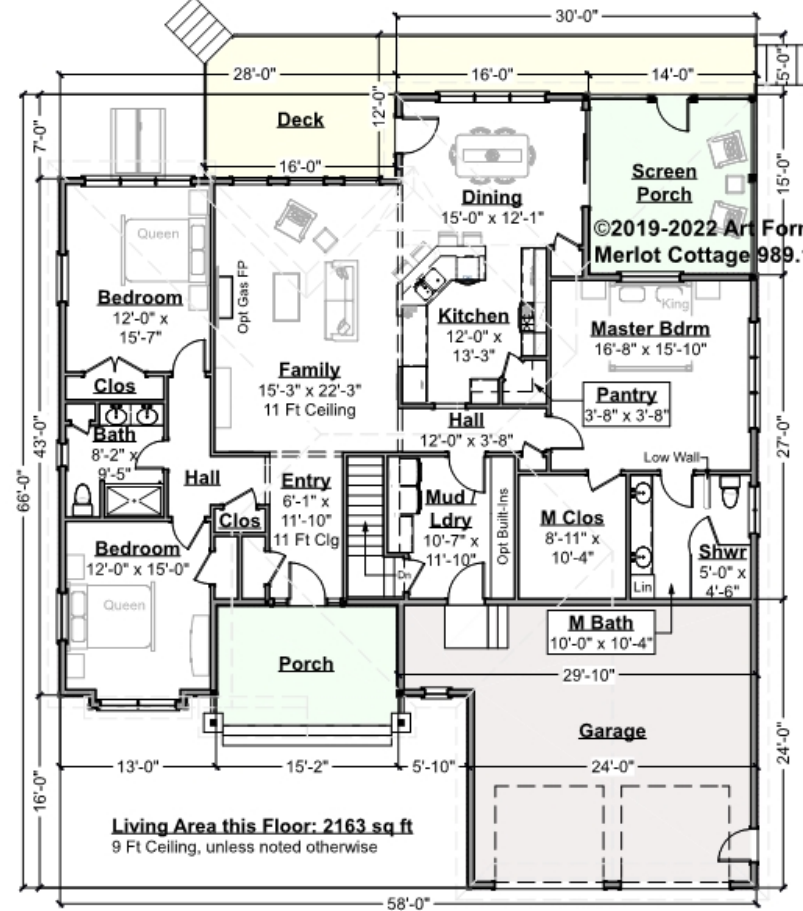 30'-0"
5'-0"
28'-0"
16'-0"
14'-0"
Deck
12'-0"
7'-0"
16'-0"
Dining
15'-0" x 12'-1"
Screen
Porch
15'-0"
©2019-2022 Art For
Merlot Cottage 989.
Queen
Bedroom
12'-0" x
15'-7"
Opt Gas FP
Kitchen
12'-0" x
13'-3"
King
Master Bdrm
16'-8" x 15'-10"
Family
15'-3" x 22'-3"
11 Ft Ceiling
Clos
Pantry
3'-8" x 3'-8"
Hall
12'-0" x 3'-8"
43'-0"
66'-0"
27'-0"
Bath
8'-2" x
9'-5"
Hall
Entry
6'-1" x
11'-10"
11 Ft Clg
Low Wall
Clos
Mud /
Ldry
10'-7" x
11'-10"
Opt Built-Ins
M Clos
8'-11" x
10'-4"
Shwr
5'-0" x
4'-6"
Bedroom
12'-0" x 15'-0"
Dn
Lin
Queen
M Bath
10'-0" x 10'-4"
Porch
29'-10"
Garage
24'-0"
13'-0"
15'-2"
5'-10"
24'-0"
16'-0"
Living Area this Floor: 2163 sq ft
9 Ft Ceiling, unless noted otherwise
58'-0"